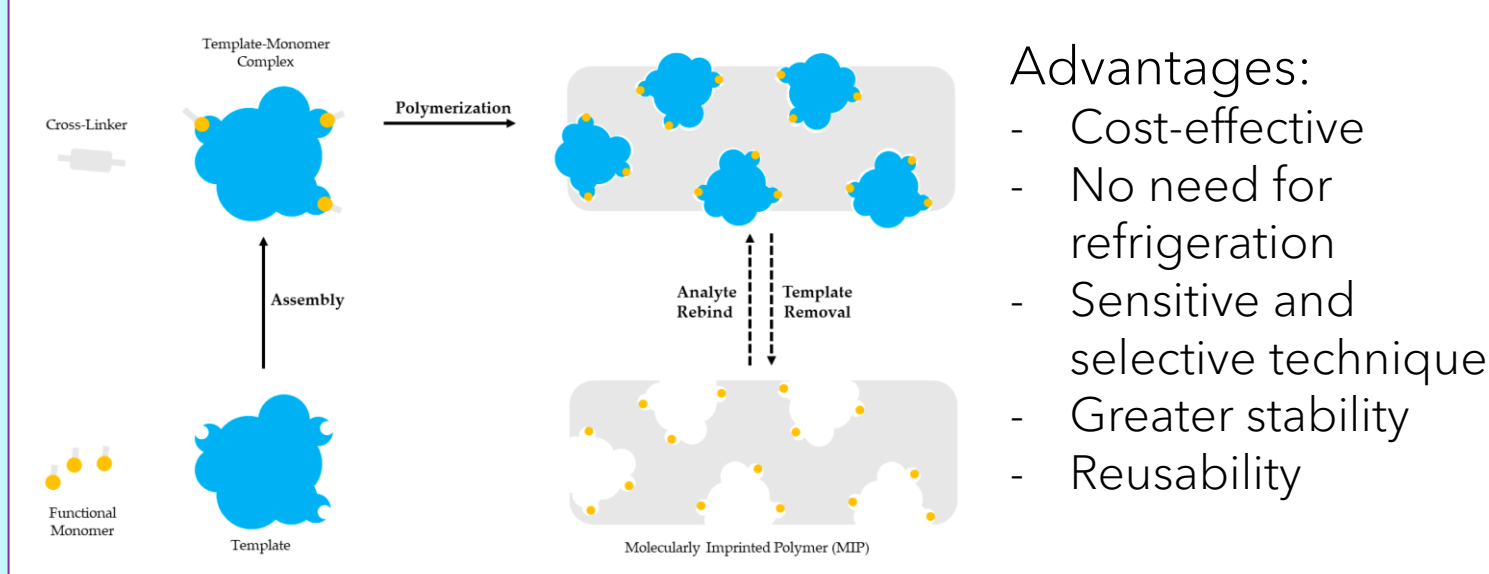 Template-Monomer
Complex
Cross-Linker
Polymerization
Assembly
Analyte
Rebind
Template
Removal
Functional
Monomer
Template
Molecularly Imprinted Polymer (MIP)
Advantages:
- Cost-effective
- No need for
refrigeration
- Sensitive and
selective technique
- Greater stability
- Reusability